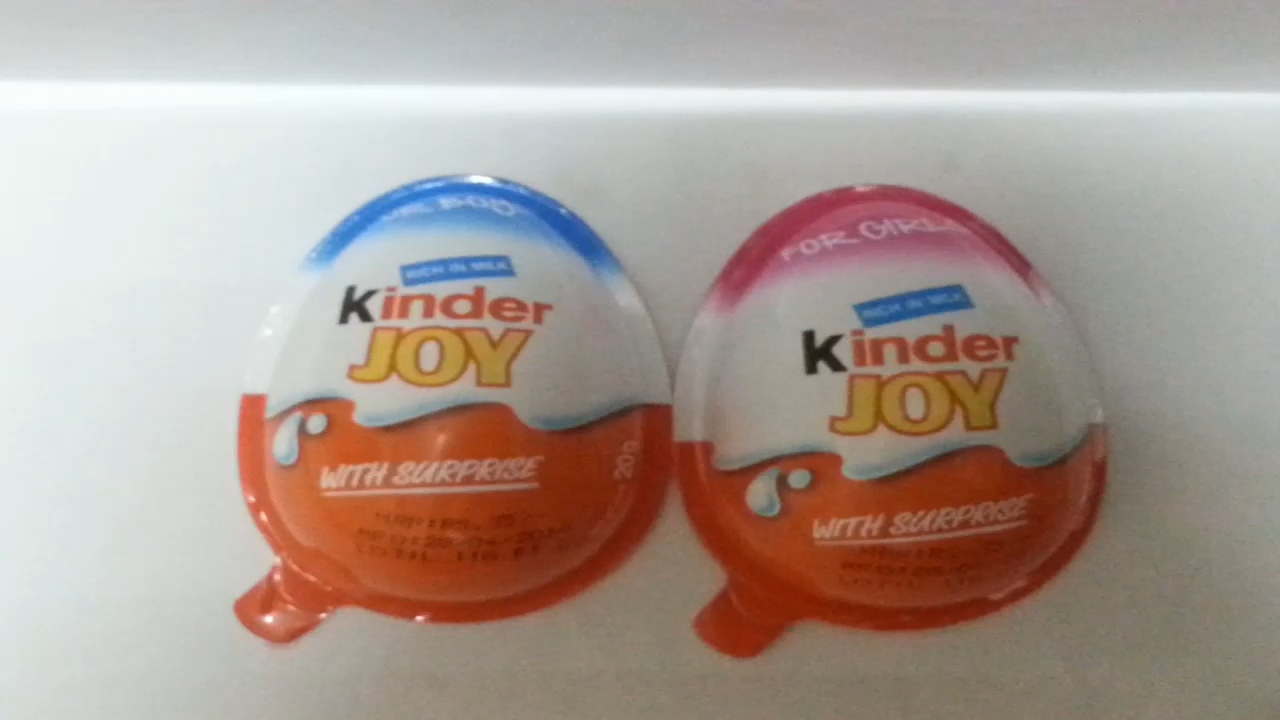 RICH IN MILK
kinder
JOY
WITH SURPRISE
20g
FOR GIRLS
RICH IN MILK
kinder
JOY
WITH SURPRISE